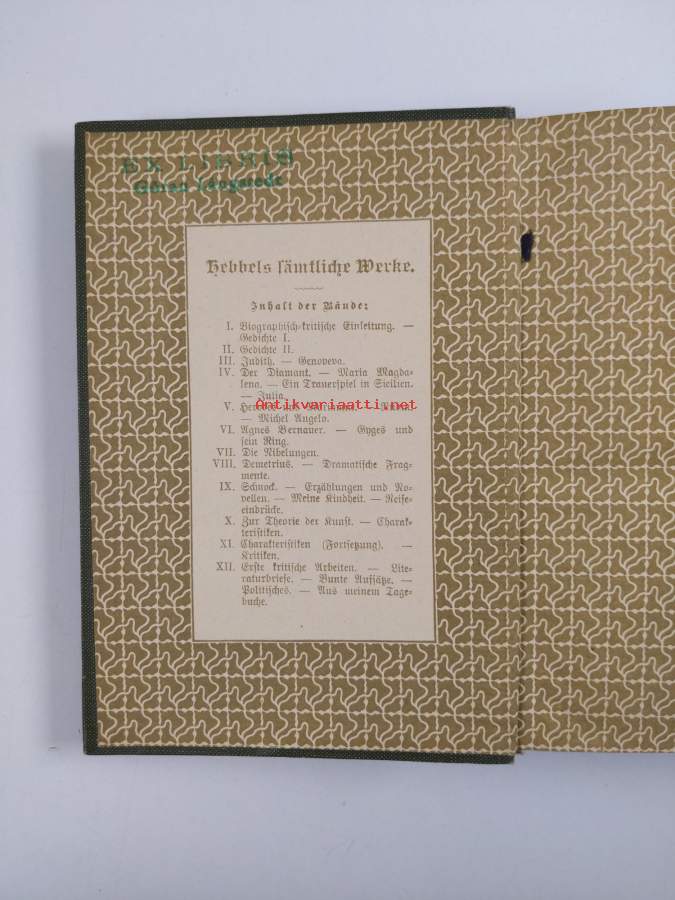 EX LIBRIS
Hebbels sämtliche Werke.
Inhalt der Bände:
I. Biographisch-kritische Einleitung. —
Gedichte I.
II. Gedichte II.
III. Judith. — Genoveva.
IV. Der Diamant. — Maria Magda-
lena. — Ein Trauerspiel in Sicilien.
— Julia.
Antikvariaatti.net
V.
— Michel Angelo.
VI. Agnes Bernauer. — Gyges und
sein Ring.
VII. Die Nibelungen.
VIII. Demetrius. — Dramatische Frag-
mente.
IX. Schnock. — Erzählungen und No-
vellen. — Meine Kindheit. — Reise-
eindrücke.
X. Zur Theorie der Kunst. — Charak-
teristiken.
XI. Charakteristiken (Fortsetzung). —
Kritiken.
XII. Erste kritische Arbeiten. — Lite-
raturbriefe. — Bunte Aufsätze. —
Politisches. — Aus meinem Tage-
buche.